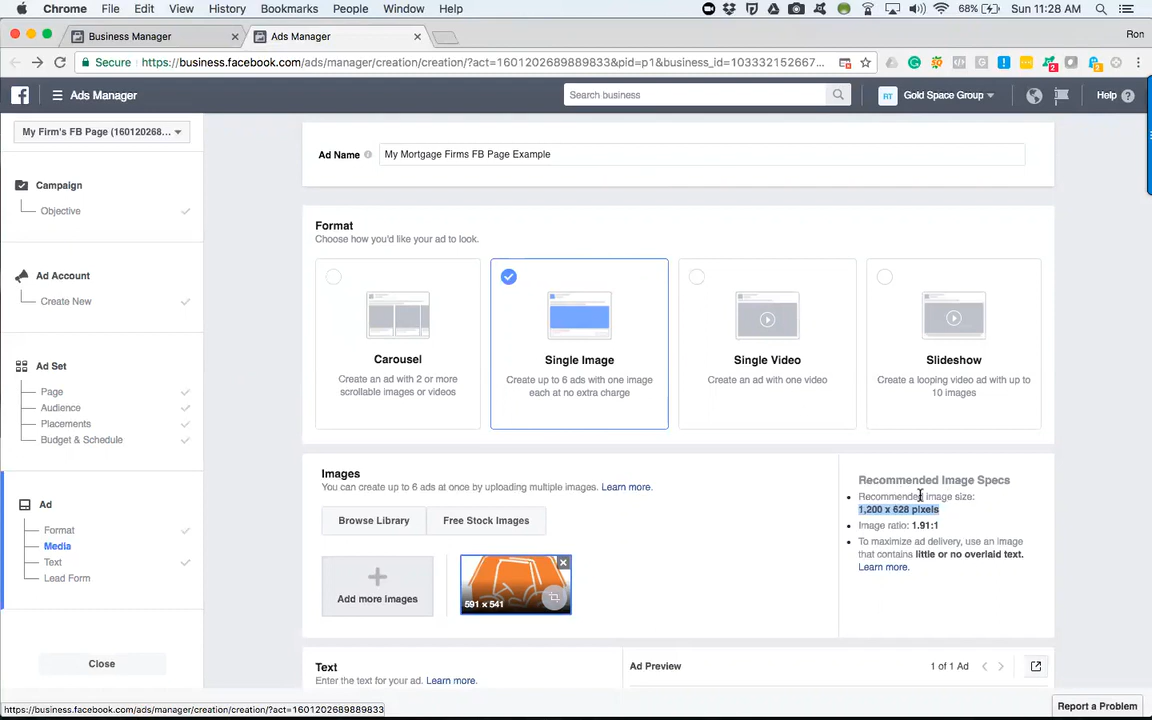 Chrome File Edit View History Bookmarks People Window Help 68% Sun 11:28 AM
Business Manager
Ads Manager
Ron
Secure https://business.facebook.com/ads/manager/creation/creation/?act=1601202689889833&pid=p1&business_id=103332152667...
Ads Manager
Search business
RT Gold Space Group
Help
My Firm's FB Page (160120268...
Campaign
Objective
Ad Account
Create New
Ad Set
Page
Audience
Placements
Budget & Schedule
Ad
Format
Media
Text
Lead Form
Close
Ad Name
My Mortgage Firms FB Page Example
Format
Choose how you'd like your ad to look.
Carousel
Create an ad with 2 or more
scrollable images or videos
Single Image
Create up to 6 ads with one image
each at no extra charge
Single Video
Create an ad with one video
Slideshow
Create a looping video ad with up to
10 images
Images
You can create up to 6 ads at once by uploading multiple images. Learn more.
Browse Library
Free Stock Images
Add more images
591 x 541
Recommended Image Specs
Recommended image size:
1,200 x 628 pixels
Image ratio: 1.91:1
To maximize ad delivery, use an image
that contains little or no overlaid text.
Learn more.
Text
Enter the text for your ad. Learn more.
Ad Preview
1 of 1 Ad
https://business.facebook.com/ads/manager/creation/creation/?act=1601202689889833
Report a Problem